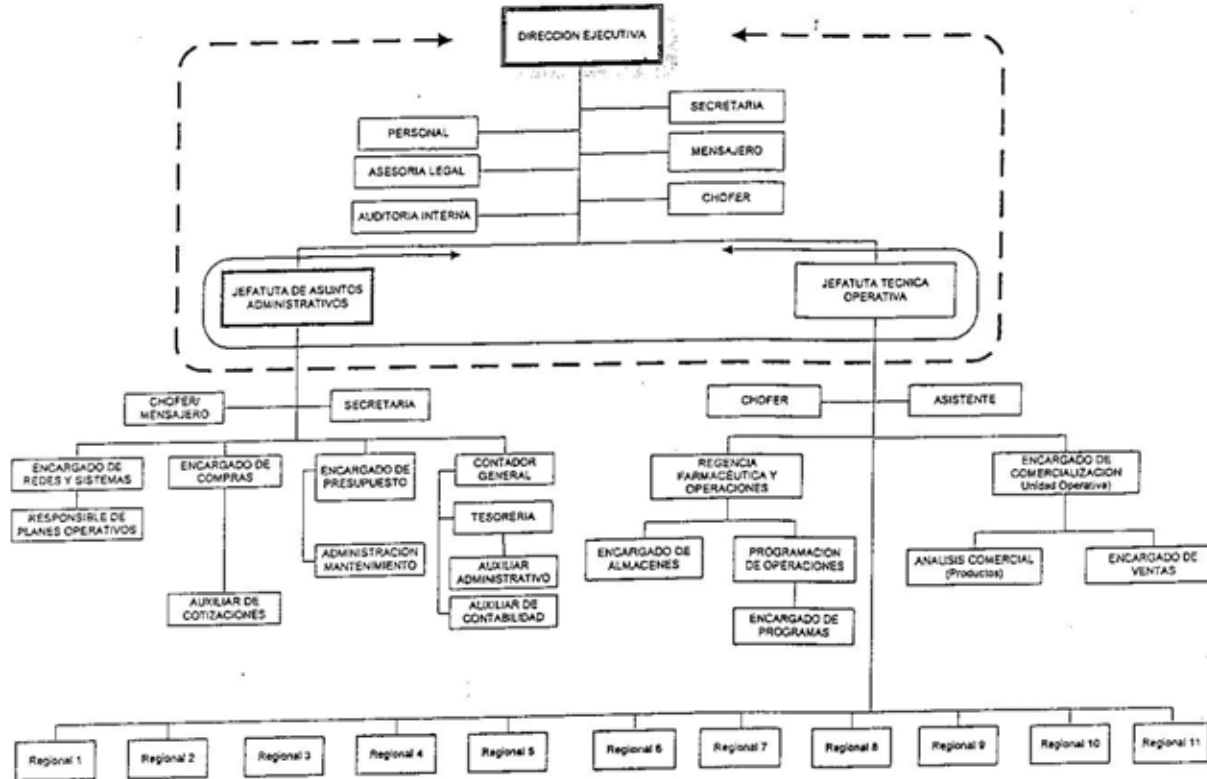 DIRECCION EJECUTIVA
SECRETARIA
PERSONAL
MENSAJERO
ASESORIA LEGAL
CHOFER
AUDITORIA INTERNA
JEFATUTA DE ASUNTOS
ADMINISTRATIVOS
JEFATUTA TECNICA
OPERATIVA
CHOFER/
MENSAJERO
SECRETARIA
CHOFER
ASISTENTE
ENCARGADO DE
REDES Y SISTEMAS
ENCARGADO DE
COMPRAS
ENCARGADO DE
PRESUPUESTO
CONTADOR
GENERAL
REGENCIA
FARMACÉUTICA Y
OPERACIONES
ENCARGADO DE
COMERCIALIZACION
Unidad Operativa)
RESPONSIBLE DE
PLANES OPERATIVOS
TESORERIA
ADMINISTRACION
MANTENIMIENTO
AUXILIAR
ADMINISTRATIVO
ENCARGADO DE
ALMACENES
PROGRAMACION
DE OPERACIONES
ANALISIS COMERCIAL
(Productos)
ENCARGADO DE
VENTAS
AUXILIAR DE
COTIZACIONES
AUXILIAR DE
CONTABILIDAD
ENCARGADO DE
PROGRAMAS
Regional 1
Regional 2
Regional 3
Regional 4
Regional 5
Regional 6
Regional 7
Regional 8
Regional 9
Regional 10
Regional 11